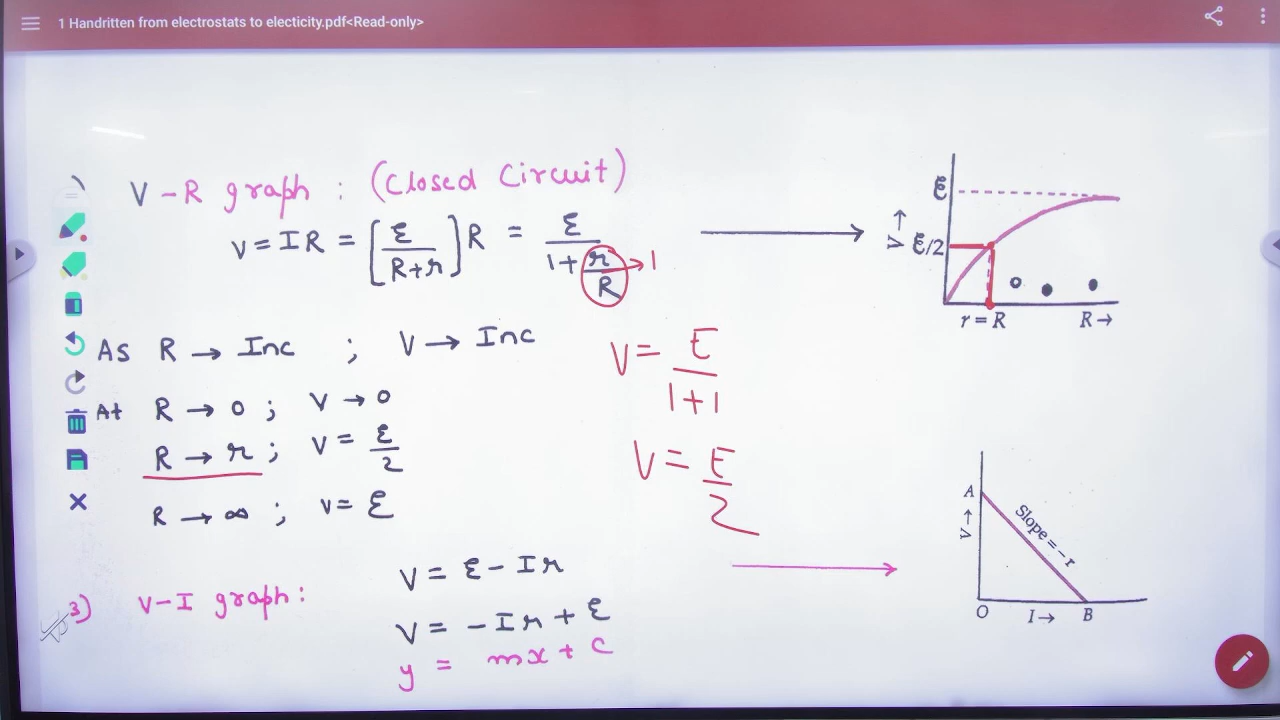 1 Handritten from electrostats to electicity.pdf<Read-only>
V - R graph : (Closed Circuit)
V = IR = [ε/(R+r)] R = ε/(1 + r/R) → 1
As R → Inc ; V → Inc
At R → 0 ; V → 0
R → r ; V = ε/2
R → ∞ ; V = ε
V = E/(1+1)
V = E/2
ε
V →
ε/2
r = R
R →
3) V-I graph :
V = ε - Ir
V = -Ir + ε
y = mx + c
A
V →
Slope = -r
O I → B